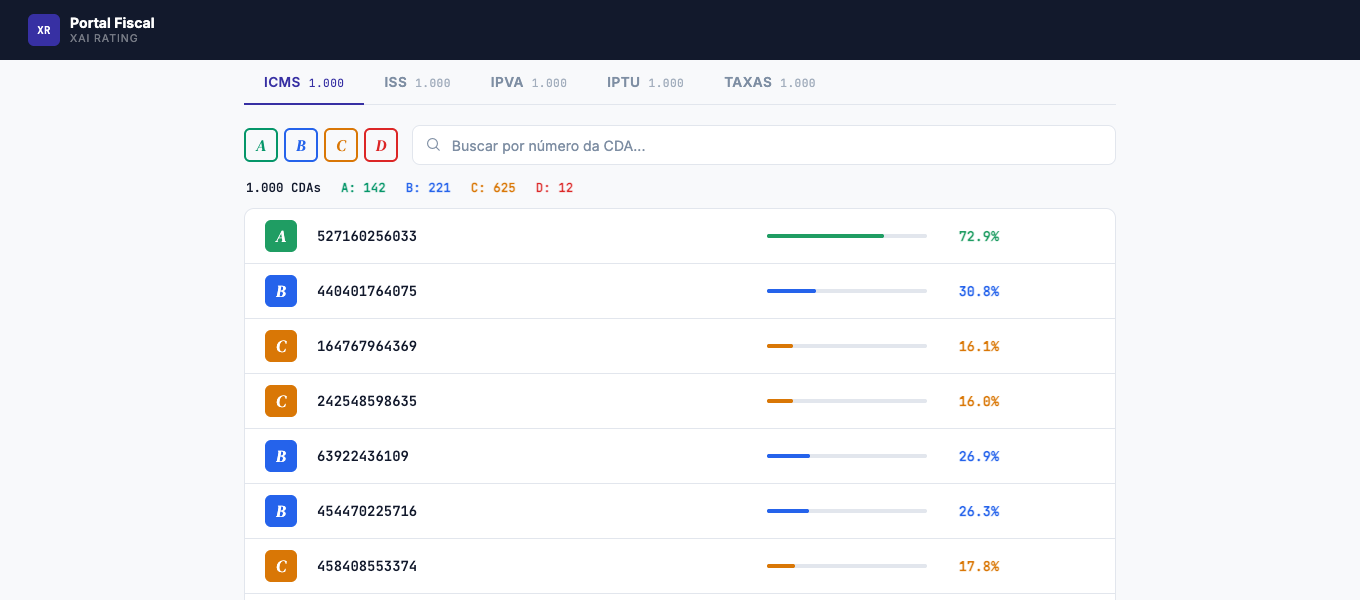 XR
Portal Fiscal
XAI RATING
ICMS 1.000 ISS 1.000 IPVA 1.000 IPTU 1.000 TAXAS 1.000
A B C D Buscar por número da CDA...
1.000 CDAs A: 142 B: 221 C: 625 D: 12
A 527160256033 72.9%
B 440401764075 30.8%
C 164767964369 16.1%
C 242548598635 16.0%
B 63922436109 26.9%
B 454470225716 26.3%
C 458408553374 17.8%